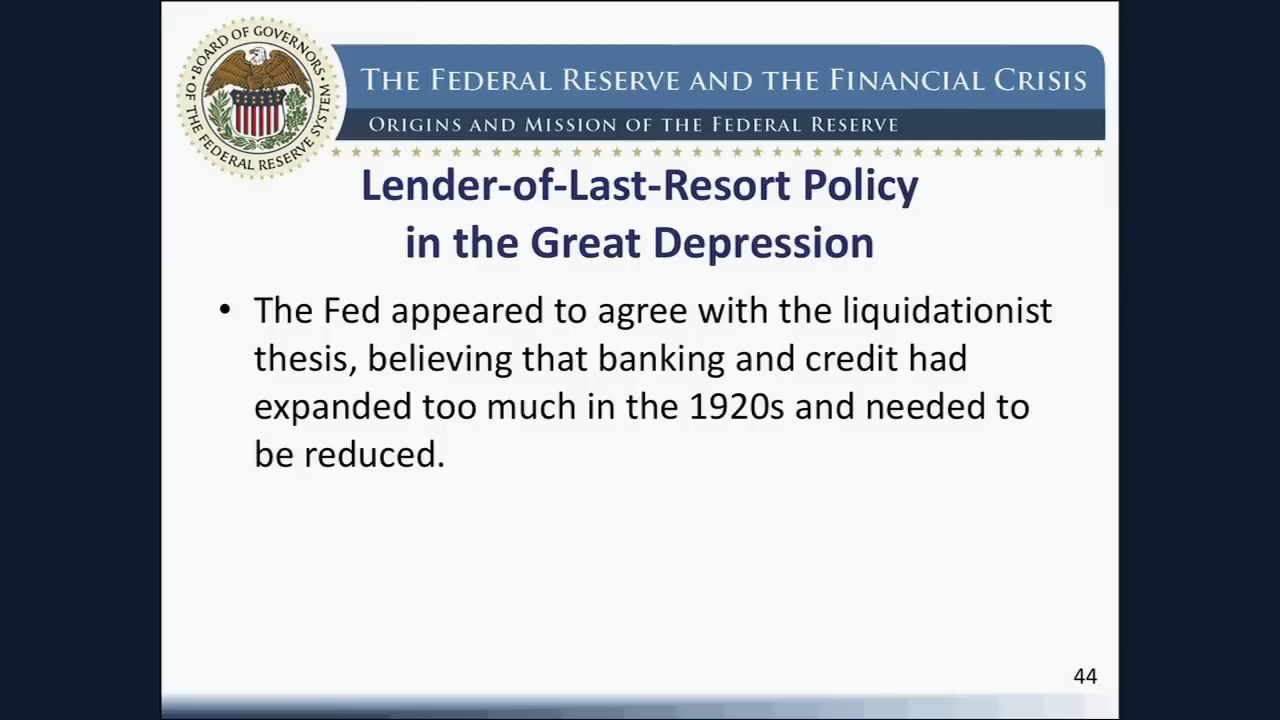 BOARD OF GOVERNORS
OF THE FEDERAL RESERVE SYSTEM
THE FEDERAL RESERVE AND THE FINANCIAL CRISIS
ORIGINS AND MISSION OF THE FEDERAL RESERVE
Lender-of-Last-Resort Policy
in the Great Depression
• The Fed appeared to agree with the liquidationist
thesis, believing that banking and credit had
expanded too much in the 1920s and needed to
be reduced.
44